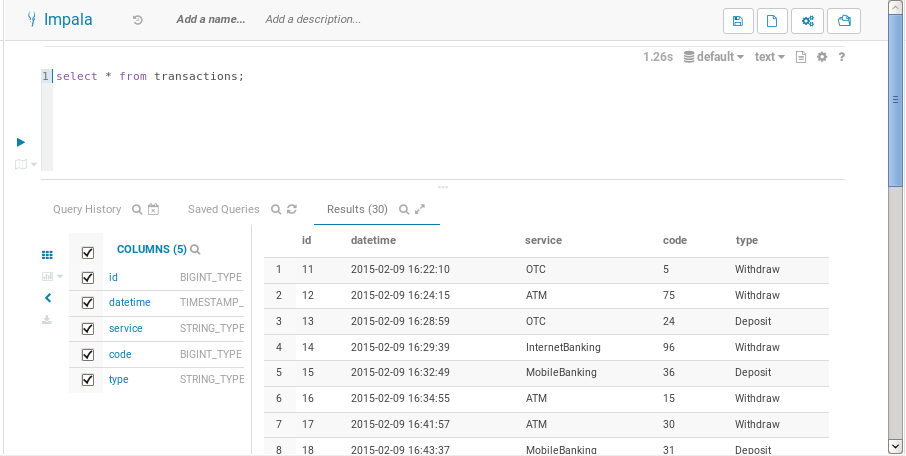 Impala Add a name... Add a description...
1.26s default text ?
1 select * from transactions;
Query History Saved Queries Results (30)
COLUMNS (5)
id BIGINT_TYPE
datetime TIMESTAMP_
service STRING_TYPE
code BIGINT_TYPE
type STRING_TYPE
id datetime service code type
1 11 2015-02-09 16:22:10 OTC 5 Withdraw
2 12 2015-02-09 16:24:15 ATM 75 Withdraw
3 13 2015-02-09 16:28:59 OTC 24 Deposit
4 14 2015-02-09 16:29:39 InternetBanking 96 Withdraw
5 15 2015-02-09 16:32:49 MobileBanking 36 Deposit
6 16 2015-02-09 16:34:55 ATM 15 Withdraw
7 17 2015-02-09 16:41:57 ATM 30 Withdraw
8 18 2015-02-09 16:43:37 MobileBanking 31 Deposit